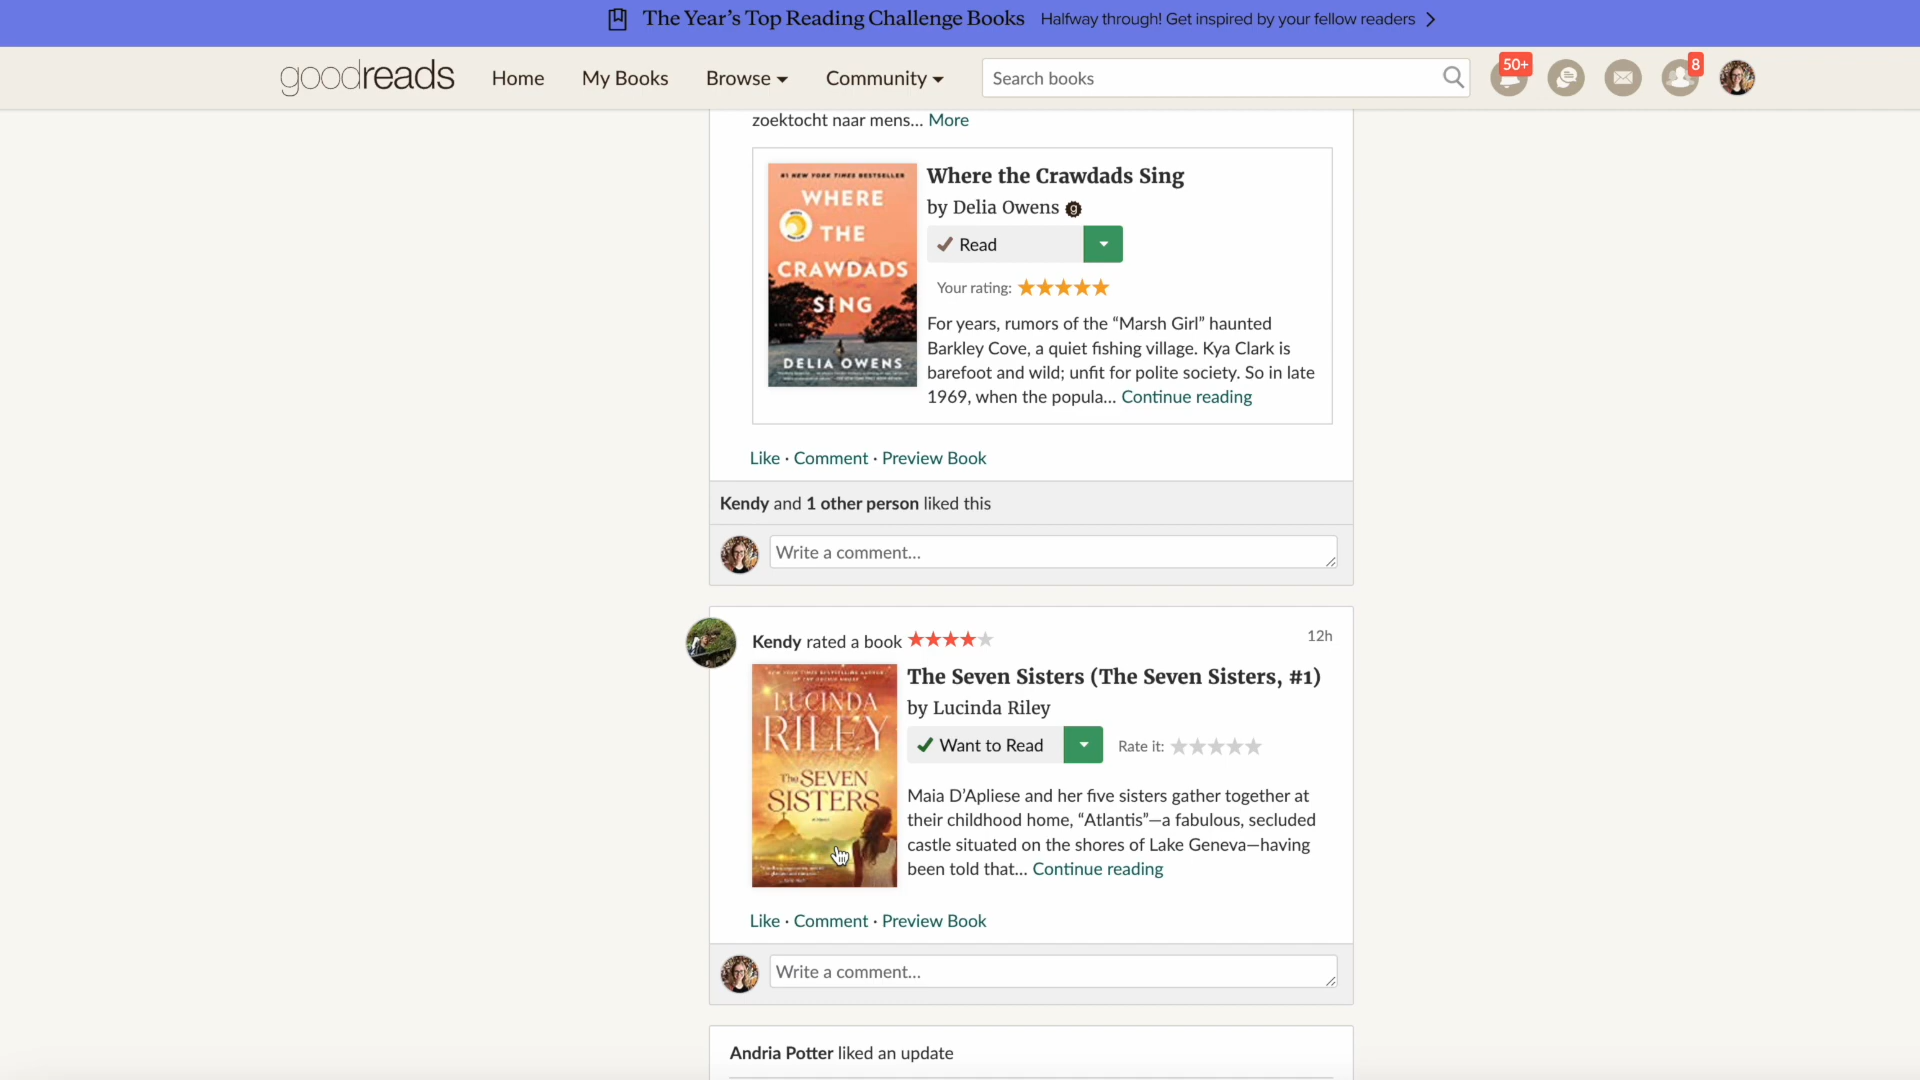 The Year's Top Reading Challenge Books Halfway through! Get inspired by your fellow readers
goodreads Home My Books Browse Community Search books 50+ 8
zoektocht naar mens... More
#1 NEW YORK TIMES BESTSELLER
WHERE
THE
CRAWDADS
SING
DELIA OWENS
Where the Crawdads Sing
by Delia Owens
Read
Your rating:
For years, rumors of the “Marsh Girl” haunted
Barkley Cove, a quiet fishing village. Kya Clark is
barefoot and wild; unfit for polite society. So in late
1969, when the popula... Continue reading
Like · Comment · Preview Book
Kendy and 1 other person liked this
Write a comment...
Kendy rated a book
12h
LUCINDA
RILEY
The SEVEN
SISTERS
The Seven Sisters (The Seven Sisters, #1)
by Lucinda Riley
Want to Read Rate it:
Maia D’Apliese and her five sisters gather together at
their childhood home, “Atlantis”—a fabulous, secluded
castle situated on the shores of Lake Geneva—having
been told that... Continue reading
Like · Comment · Preview Book
Write a comment...
Andria Potter liked an update